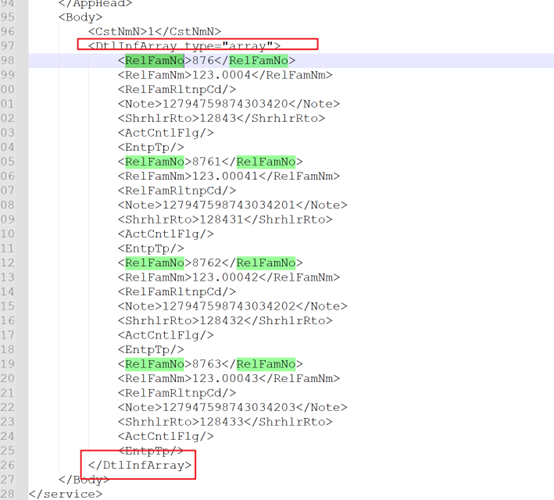 94 </AppHead>
95 <Body>
96 <CstNmN>1</CstNmN>
97 <DtlInfArray type="array">
98 <RelFamNo>876</RelFamNo>
99 <RelFamNm>123.0004</RelFamNm>
00 <RelFamRltnpCd/>
01 <Note>12794759874303420</Note>
02 <ShrhlrRto>12843</ShrhlrRto>
03 <ActCntlFlg/>
04 <EntpTp/>
05 <RelFamNo>8761</RelFamNo>
06 <RelFamNm>123.00041</RelFamNm>
07 <RelFamRltnpCd/>
08 <Note>127947598743034201</Note>
09 <ShrhlrRto>128431</ShrhlrRto>
10 <ActCntlFlg/>
11 <EntpTp/>
12 <RelFamNo>8762</RelFamNo>
13 <RelFamNm>123.00042</RelFamNm>
14 <RelFamRltnpCd/>
15 <Note>127947598743034202</Note>
16 <ShrhlrRto>128432</ShrhlrRto>
17 <ActCntlFlg/>
18 <EntpTp/>
19 <RelFamNo>8763</RelFamNo>
20 <RelFamNm>123.00043</RelFamNm>
21 <RelFamRltnpCd/>
22 <Note>127947598743034203</Note>
23 <ShrhlrRto>128433</ShrhlrRto>
24 <ActCntlFlg/>
25 <EntpTp/>
26 </DtlInfArray>
27 </Body>
28 </service>